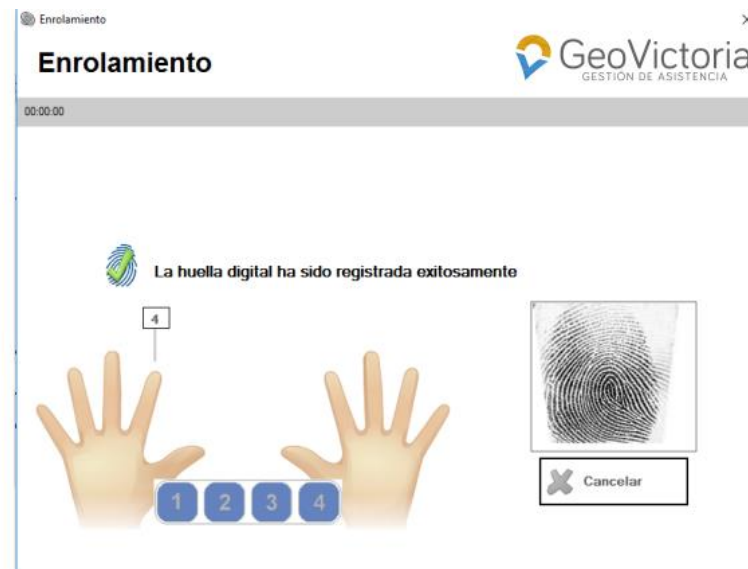 Enrolamiento
Enrolamiento
GeoVictoria
GESTIÓN DE ASISTENCIA
00:00:00
La huella digital ha sido registrada exitosamente
4
1 2 3 4
Cancelar